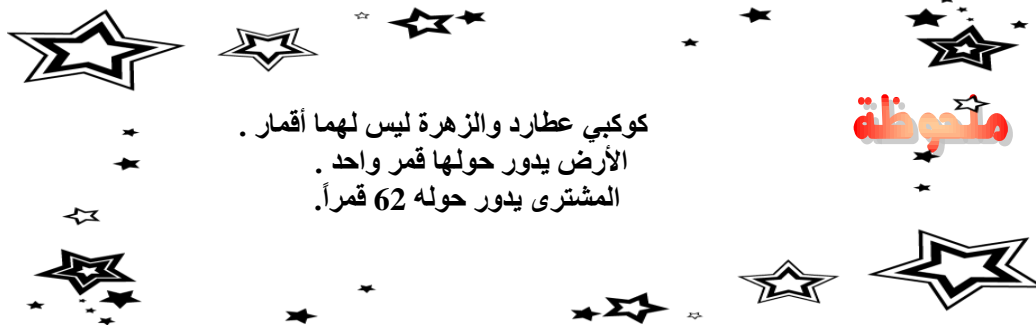 ملحوظة
كوكبي عطارد والزهرة ليس لهما أقمار .
الأرض يدور حولها قمر واحد .
المشترى يدور حوله 62 قمراً.